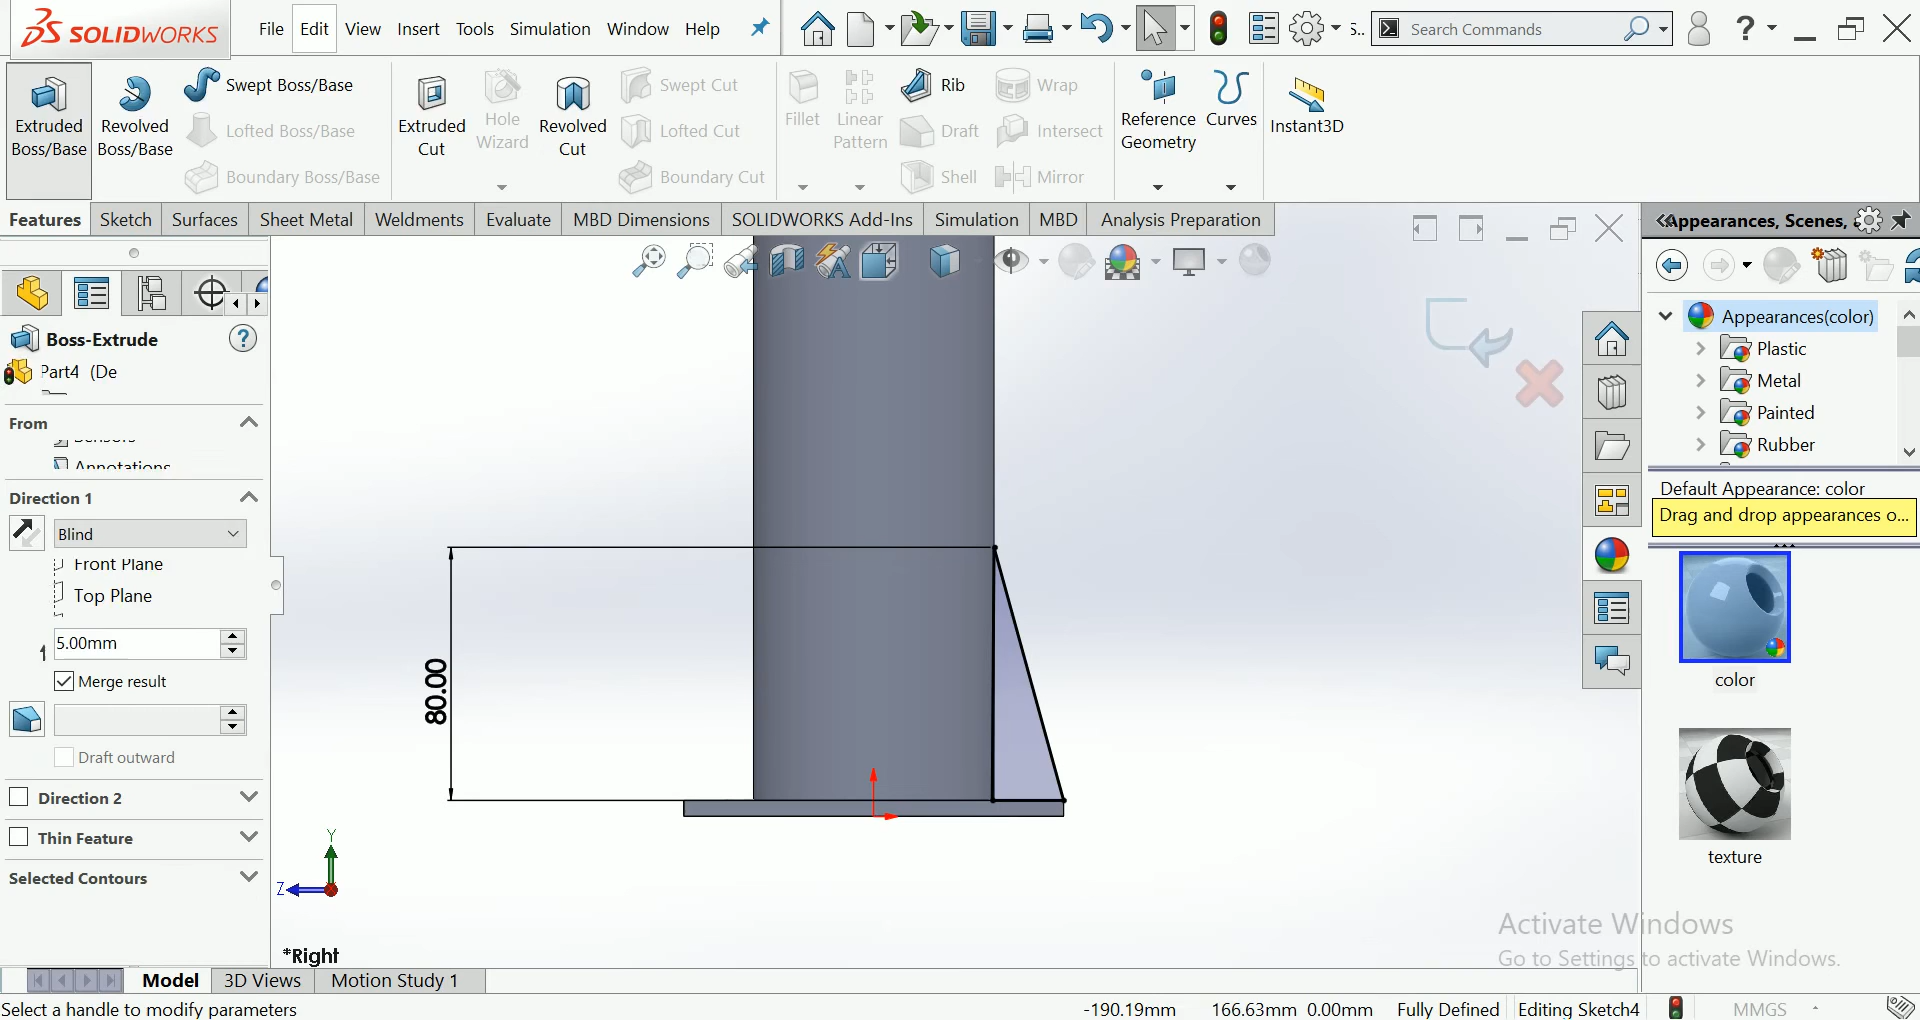 SOLIDWORKS File Edit View Insert Tools Simulation Window Help S.. Search Commands ?
Extruded Boss/Base
Revolved Boss/Base
Swept Boss/Base
Lofted Boss/Base
Boundary Boss/Base
Extruded Cut
Hole Wizard
Revolved Cut
Swept Cut
Lofted Cut
Boundary Cut
Fillet
Linear Pattern
Rib
Draft
Shell
Wrap
Intersect
Mirror
Reference Geometry
Curves
Instant3D
Features Sketch Surfaces Sheet Metal Weldments Evaluate MBD Dimensions SOLIDWORKS Add-Ins Simulation MBD Analysis Preparation
Appearances, Scenes,
Boss-Extrude ?
Part4 (De
From
Sensors
Annotations
Direction 1
Blind
Front Plane
Top Plane
5.00mm
Merge result
Draft outward
Direction 2
Thin Feature
Selected Contours
80.00
Y
Z
*Right
Appearances(color)
Plastic
Metal
Painted
Rubber
Default Appearance: color
Drag and drop appearances o...
color
texture
Activate Windows
Go to Settings to activate Windows.
Model 3D Views Motion Study 1
Select a handle to modify parameters -190.19mm 166.63mm 0.00mm Fully Defined Editing Sketch4 MMGS